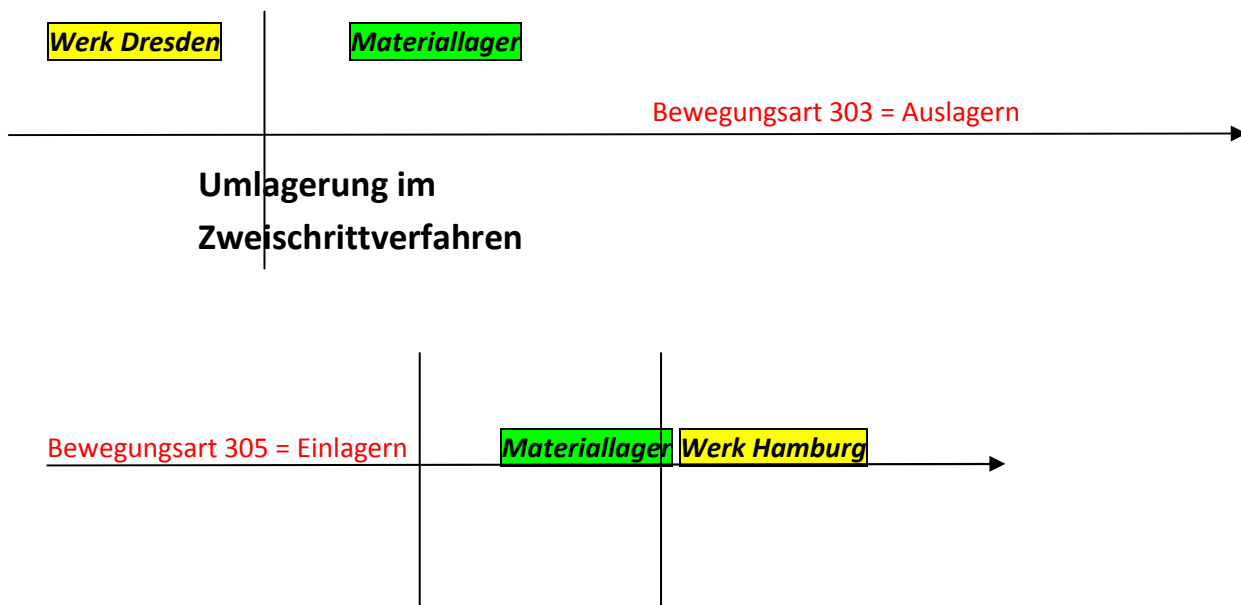 Werk Dresden Materiallager
Bewegungsart 303 = Auslagern
Umlagerung im
Zweischrittverfahren
Bewegungsart 305 = Einlagern Materiallager Werk Hamburg